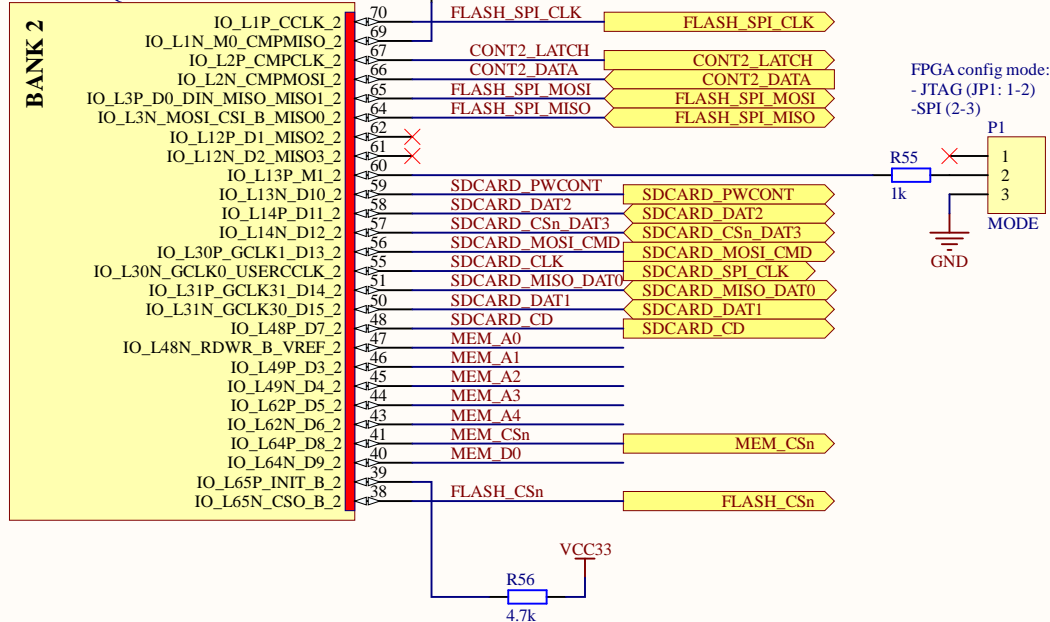 BANK 2
IO_L1P_CCLK_2 70 FLASH_SPI_CLK FLASH_SPI_CLK
IO_L1N_M0_CMPMISO_2 69
IO_L2P_CMPCLK_2 67 CONT2_LATCH CONT2_LATCH
IO_L2N_CMPMOSI_2 66 CONT2_DATA CONT2_DATA
IO_L3P_D0_DIN_MISO_MISO1_2 65 FLASH_SPI_MOSI FLASH_SPI_MOSI
IO_L3N_MOSI_CSI_B_MISO0_2 64 FLASH_SPI_MISO FLASH_SPI_MISO
IO_L12P_D1_MISO2_2 62
IO_L12N_D2_MISO3_2 61
IO_L13P_M1_2 60
IO_L13N_D10_2 59 SDCARD_PWCONT SDCARD_PWCONT
IO_L14P_D11_2 58 SDCARD_DAT2 SDCARD_DAT2
IO_L14N_D12_2 57 SDCARD_CSn_DAT3 SDCARD_CSn_DAT3
IO_L30P_GCLK1_D13_2 56 SDCARD_MOSI_CMD SDCARD_MOSI_CMD
IO_L30N_GCLK0_USERCCLK_2 55 SDCARD_CLK SDCARD_SPI_CLK
IO_L31P_GCLK31_D14_2 51 SDCARD_MISO_DAT0 SDCARD_MISO_DAT0
IO_L31N_GCLK30_D15_2 50 SDCARD_DAT1 SDCARD_DAT1
IO_L48P_D7_2 48 SDCARD_CD SDCARD_CD
IO_L48N_RDWR_B_VREF_2 47 MEM_A0
IO_L49P_D3_2 46 MEM_A1
IO_L49N_D4_2 45 MEM_A2
IO_L62P_D5_2 44 MEM_A3
IO_L62N_D6_2 43 MEM_A4
IO_L64P_D8_2 41 MEM_CSn MEM_CSn
IO_L64N_D9_2 40 MEM_D0
IO_L65P_INIT_B_2 39
IO_L65N_CSO_B_2 38 FLASH_CSn FLASH_CSn
FPGA config mode:
- JTAG (JP1: 1-2)
-SPI (2-3)
P1
R55
1k
1
2
3
MODE
GND
VCC33
R56
4.7k